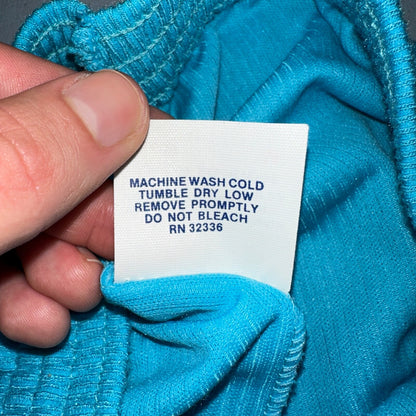 MACHINE WASH COLD
TUMBLE DRY LOW
REMOVE PROMPTLY
DO NOT BLEACH
RN 32336